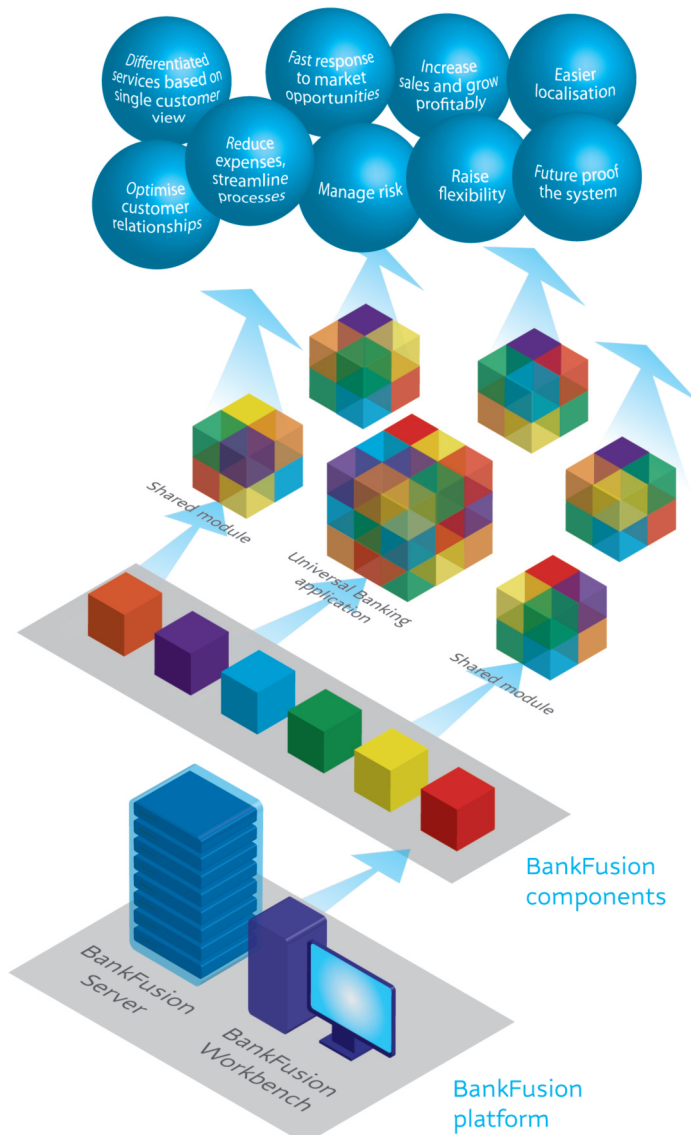 Differentiated
services based on
single customer
view
Fast response
to market
opportunities
Increase
sales and grow
profitably
Easier
localisation
Optimise
customer
relationships
Reduce
expenses,
streamline
processes
Manage risk
Raise
flexibility
Future proof
the system
Shared module
Universal Banking
application
Shared module
BankFusion
components
BankFusion
Server
BankFusion
Workbench
BankFusion
platform